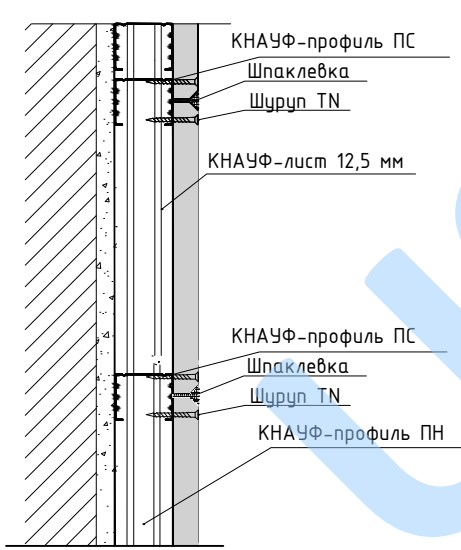 КНАУФ-профиль ПС
Шпаклевка
Шуруп TN
КНАУФ-лист 12,5 мм
КНАУФ-профиль ПС
Шпаклевка
Шуруп TN
КНАУФ-профиль ПН